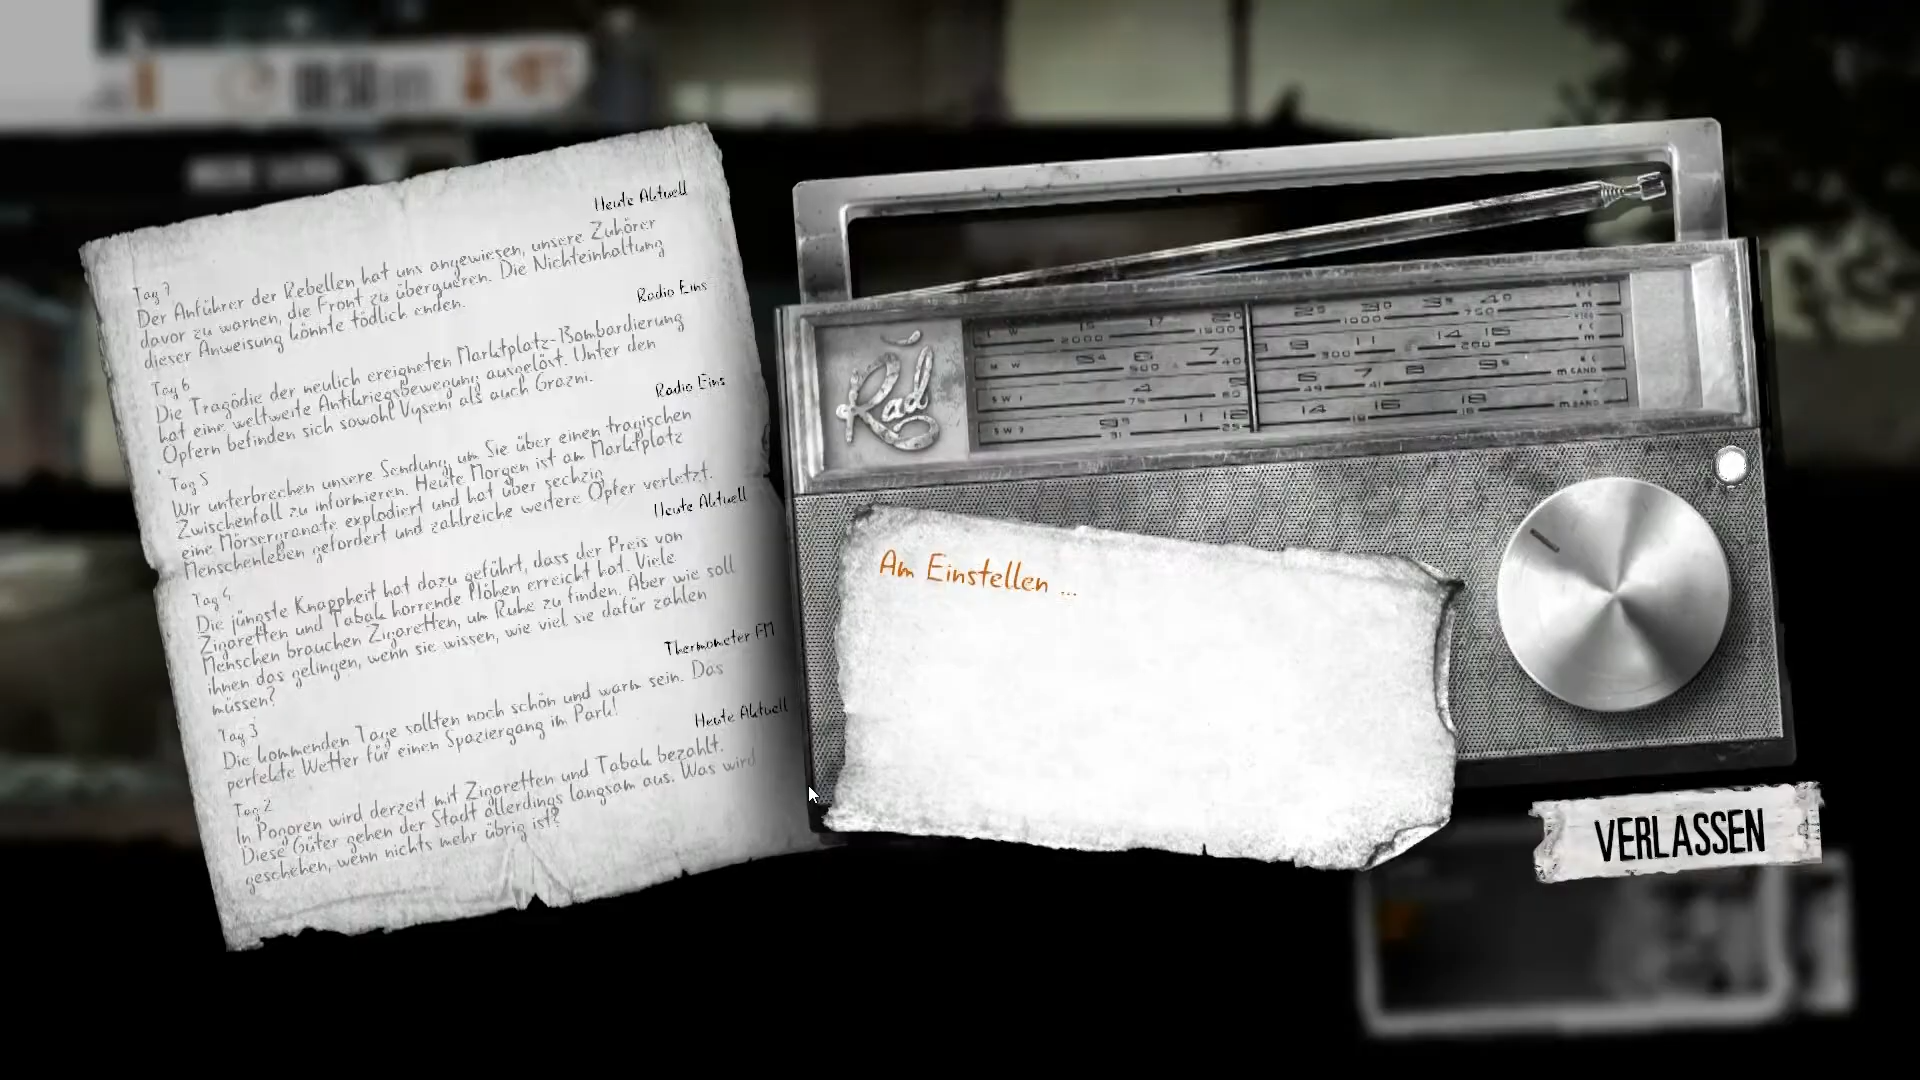 Heute Aktuell
Tag 7
Der Anführer der Rebellen hat uns angewiesen, unsere Zuhörer
davor zu warnen, die Front zu überqueren. Die Nichteinhaltung
dieser Anweisung könnte tödlich enden.
Radio Eins
Tag 6
Die Tragödie der neulich ereigneten Marktplatz-Bombardierung
hat eine weltweite Antikriegsbewegung ausgelöst. Unter den
Opfern befinden sich sowohl Vyseni als auch Grazni.
Radio Eins
Tag 5
Wir unterbrechen unsere Sendung, um Sie über einen tragischen
Zwischenfall zu informieren. Heute Morgen ist am Marktplatz
eine Mörsergranate explodiert und hat über sechzig
Menschenleben gefordert und zahlreiche weitere Opfer verletzt.
Heute Aktuell
Tag 4
Die jüngste Knappheit hat dazu geführt, dass der Preis von
Zigaretten und Tabak horrende Höhen erreicht hat. Viele
Menschen brauchen Zigaretten, um Ruhe zu finden. Aber wie soll
ihnen das gelingen, wenn sie wissen, wie viel sie dafür zahlen
müssen?
Thermometer FM
Tag 3
Die kommenden Tage sollten noch schön und warm sein. Das
perfekte Wetter für einen Spaziergang im Park!
Heute Aktuell
Tag 2
In Pogoren wird derzeit mit Zigaretten und Tabak bezahlt.
Diese Güter gehen der Stadt allerdings langsam aus. Was wird
geschehen, wenn nichts mehr übrig ist?
Rad
Am Einstellen ...
VERLASSEN